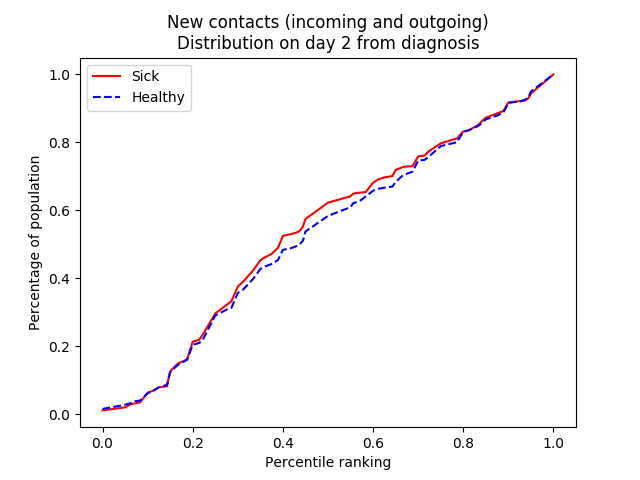 New contacts (incoming and outgoing)
Distribution on day 2 from diagnosis
Sick
Healthy
Percentage of population
1.0
0.8
0.6
0.4
0.2
0.0
0.0 0.2 0.4 0.6 0.8 1.0
Percentile ranking